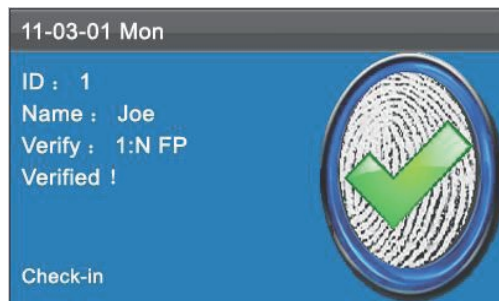 11-03-01 Mon
ID : 1
Name : Joe
Verify : 1:N FP
Verified !
Check-in